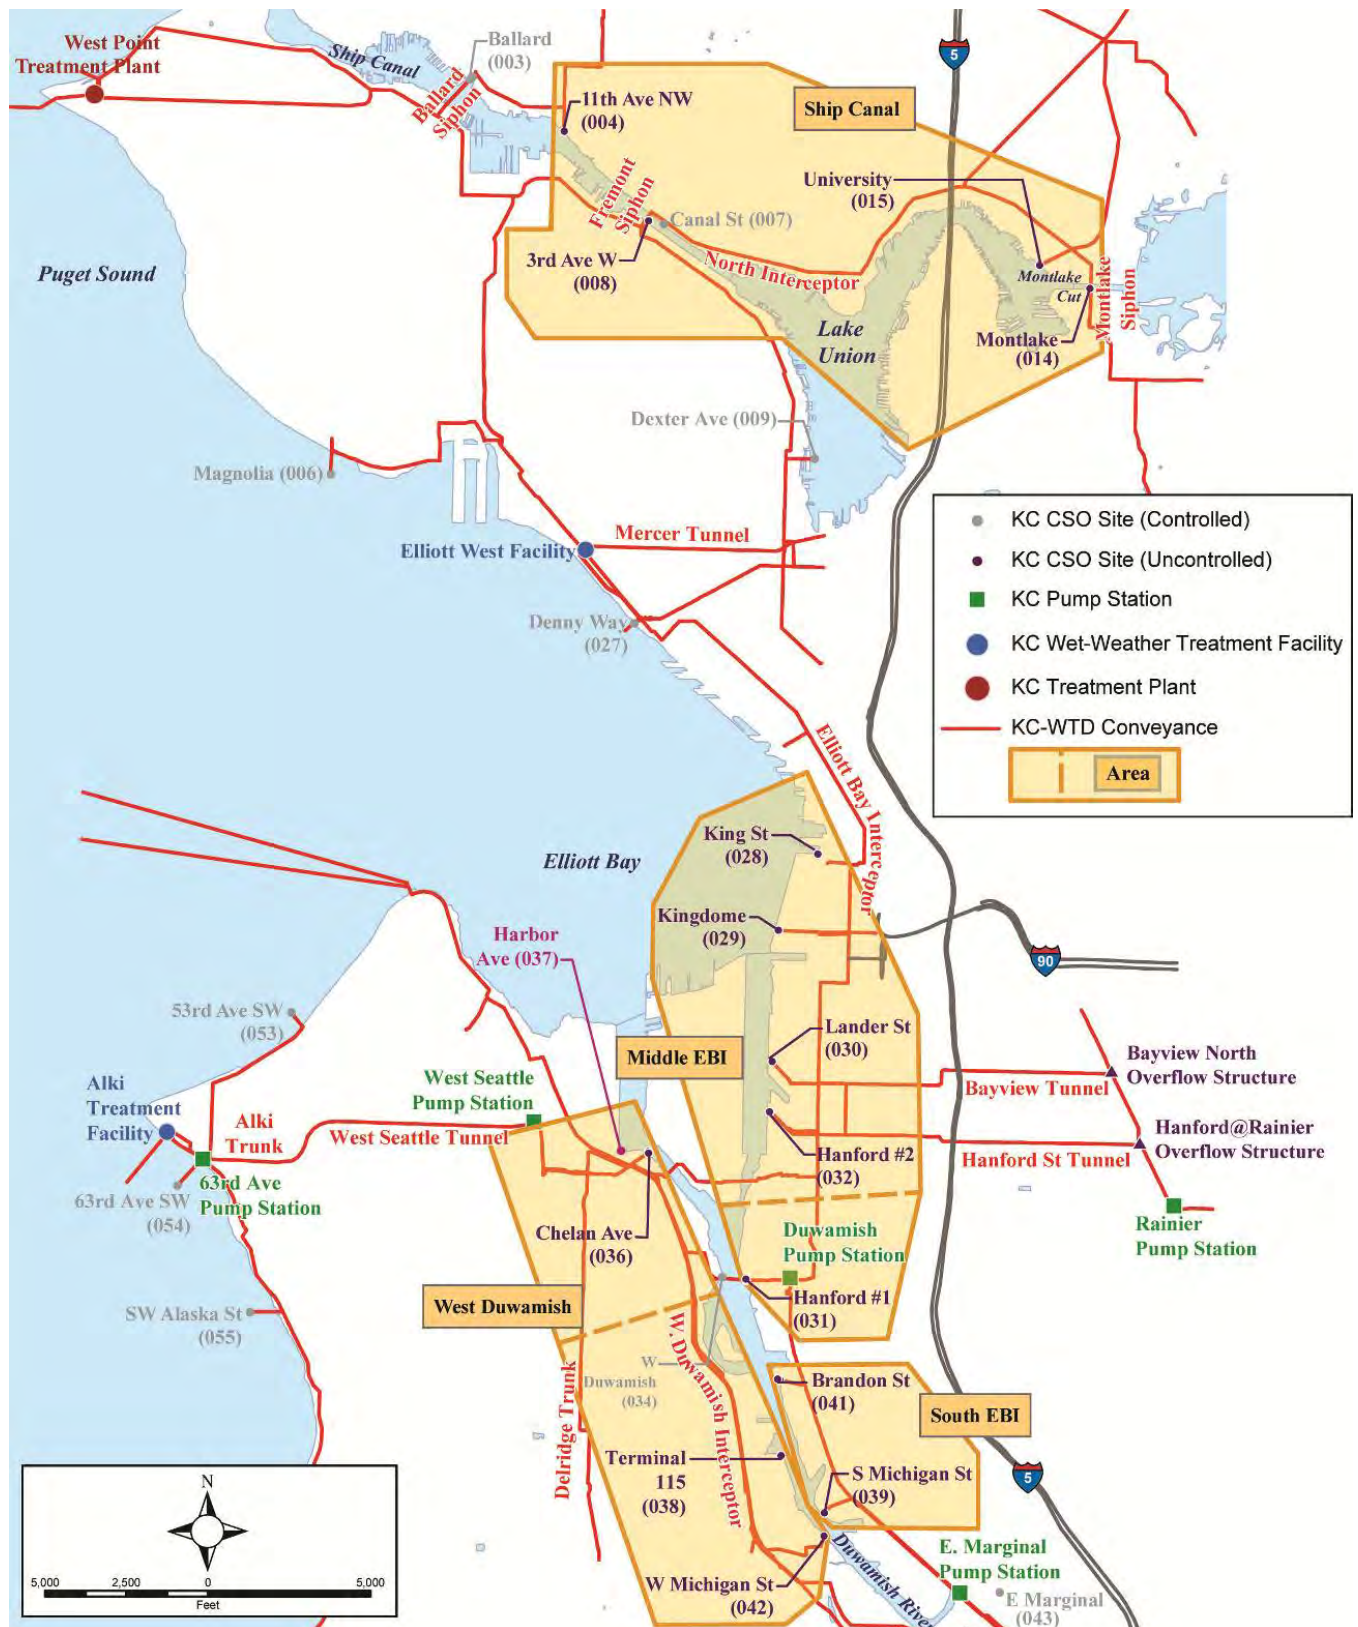 West Point
Treatment Plant
Ship Canal
Ballard
(003)
Ballard
Siphon
11th Ave NW
(004)
Ship Canal
5
University
(015)
Fremont
Siphon
Canal St (007)
3rd Ave W
(008)
North Interceptor
Montlake
Cut
Montlake
Siphon
Puget Sound
Lake
Union
Montlake
(014)
Dexter Ave (009)
Magnolia (006)
Mercer Tunnel
Elliott West Facility
Denny Way
(027)
KC CSO Site (Controlled)
KC CSO Site (Uncontrolled)
KC Pump Station
KC Wet-Weather Treatment Facility
KC Treatment Plant
KC-WTD Conveyance
Area
Elliott Bay Interceptor
King St
(028)
Elliott Bay
Kingdome
(029)
Harbor
Ave (037)
90
53rd Ave SW
(053)
Lander St
(030)
Middle EBI
Bayview North
Overflow Structure
Bayview Tunnel
West Seattle
Pump Station
Alki
Treatment
Facility
Alki
Trunk
West Seattle Tunnel
Hanford #2
(032)
Hanford@Rainier
Overflow Structure
Hanford St Tunnel
63rd Ave
Pump Station
63rd Ave SW
(054)
Chelan Ave
(036)
Duwamish
Pump Station
Rainier
Pump Station
West Duwamish
Hanford #1
(031)
SW Alaska St
(055)
W. Duwamish Interceptor
W
Duwamish
(034)
Delridge Trunk
Brandon St
(041)
South EBI
Terminal
115
(038)
S Michigan St
(039)
5
W Michigan St
(042)
Duwamish River
E. Marginal
Pump Station
E Marginal
(043)
N
5,000 2,500 0 5,000
Feet